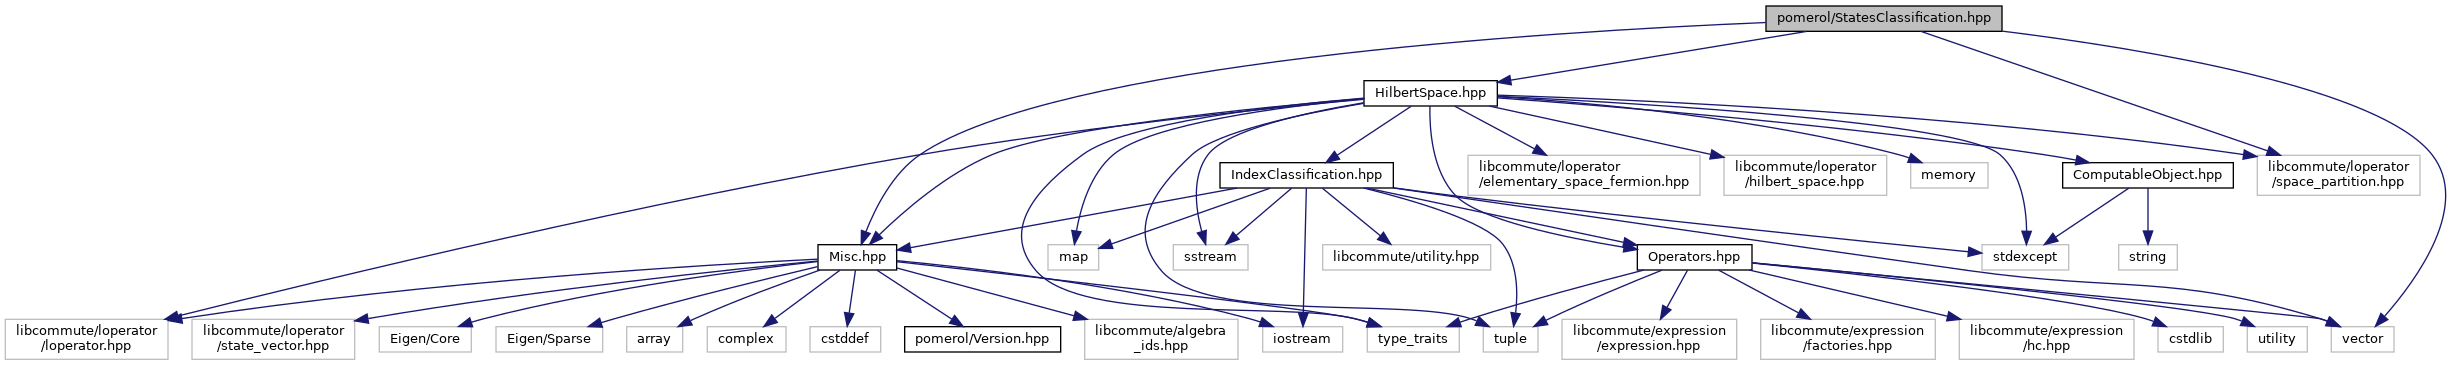 pomerol/StatesClassification.hpp
HilbertSpace.hpp
IndexClassification.hpp
libcommute/loperator
/elementary_space_fermion.hpp
libcommute/loperator
/hilbert_space.hpp
memory
ComputableObject.hpp
libcommute/loperator
/space_partition.hpp
Misc.hpp
map
sstream
libcommute/utility.hpp
Operators.hpp
stdexcept
string
libcommute/loperator
/loperator.hpp
libcommute/loperator
/state_vector.hpp
Eigen/Core
Eigen/Sparse
array
complex
cstddef
pomerol/Version.hpp
libcommute/algebra
_ids.hpp
iostream
type_traits
tuple
libcommute/expression
/expression.hpp
libcommute/expression
/factories.hpp
libcommute/expression
/hc.hpp
cstdlib
utility
vector